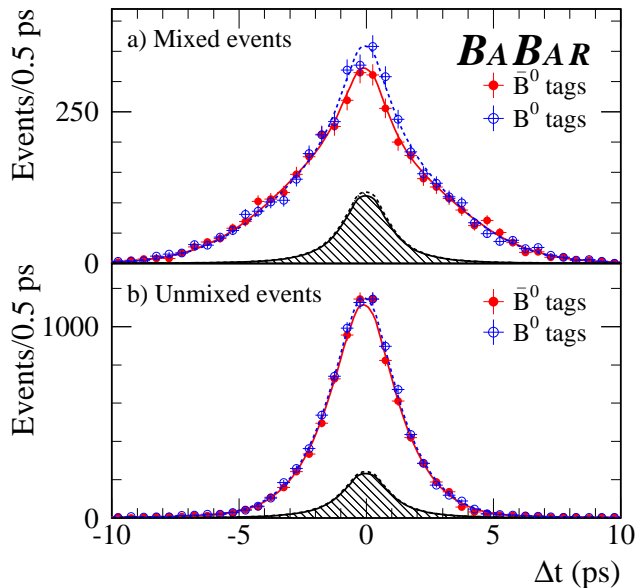 a) Mixed events
BABAR
B̄⁰ tags
B⁰ tags
Events/0.5 ps
250
0
b) Unmixed events
B̄⁰ tags
B⁰ tags
Events/0.5 ps
1000
0
-10 -5 0 5 10
Δt (ps)